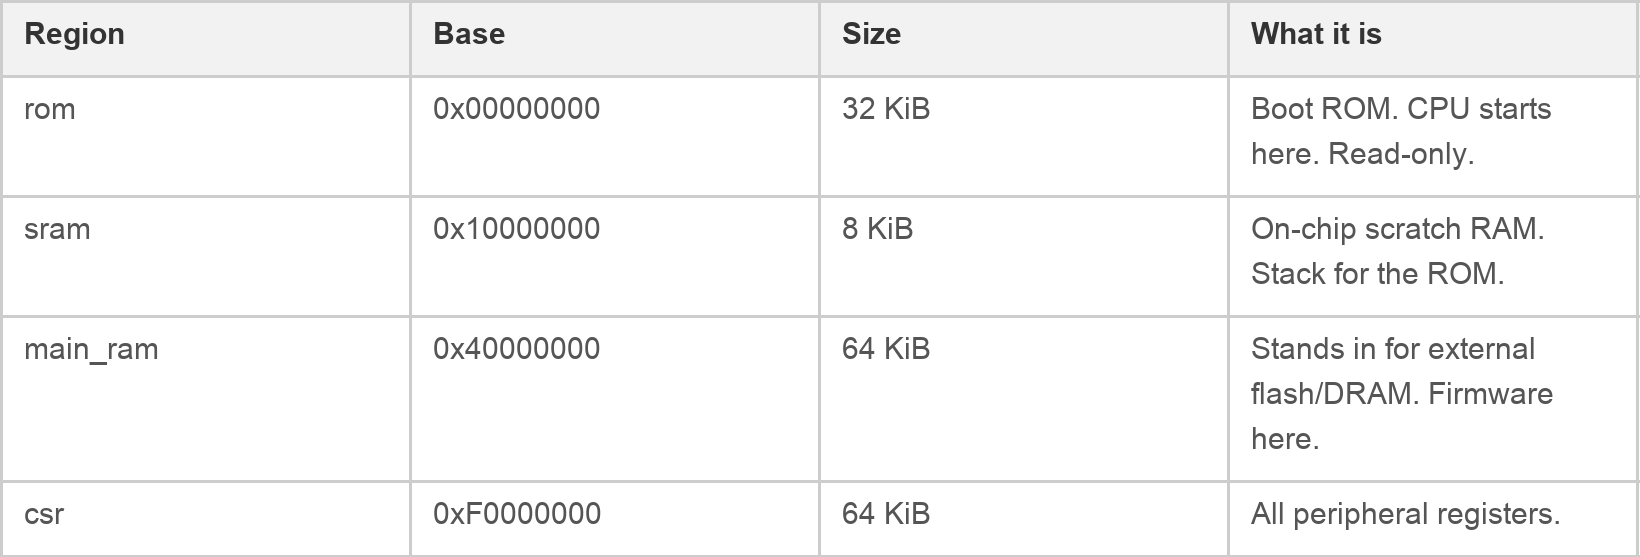 Region Base Size What it is
rom 0x00000000 32 KiB Boot ROM. CPU starts
here. Read-only.
sram 0x10000000 8 KiB On-chip scratch RAM.
Stack for the ROM.
main_ram 0x40000000 64 KiB Stands in for external
flash/DRAM. Firmware
here.
csr 0xF0000000 64 KiB All peripheral registers.